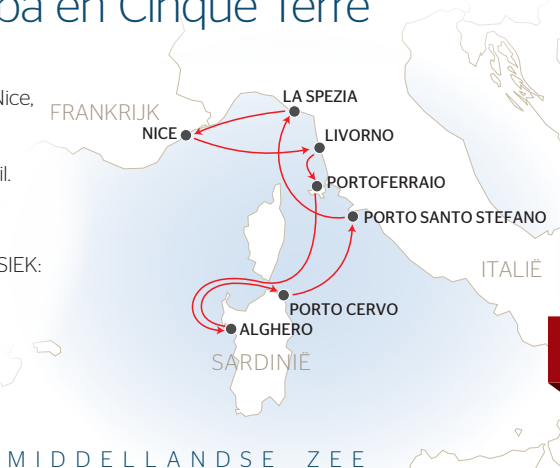 ba en Cinque Terre
Nice,
FRANKRIJK
LA SPEZIA
NICE
LIVORNO
il.
PORTOFERRAIO
PORTO SANTO STEFANO
SIEK:
ITALIË
PORTO CERVO
ALGHERO
SARDINIË
MIDDELLANDSE ZEE